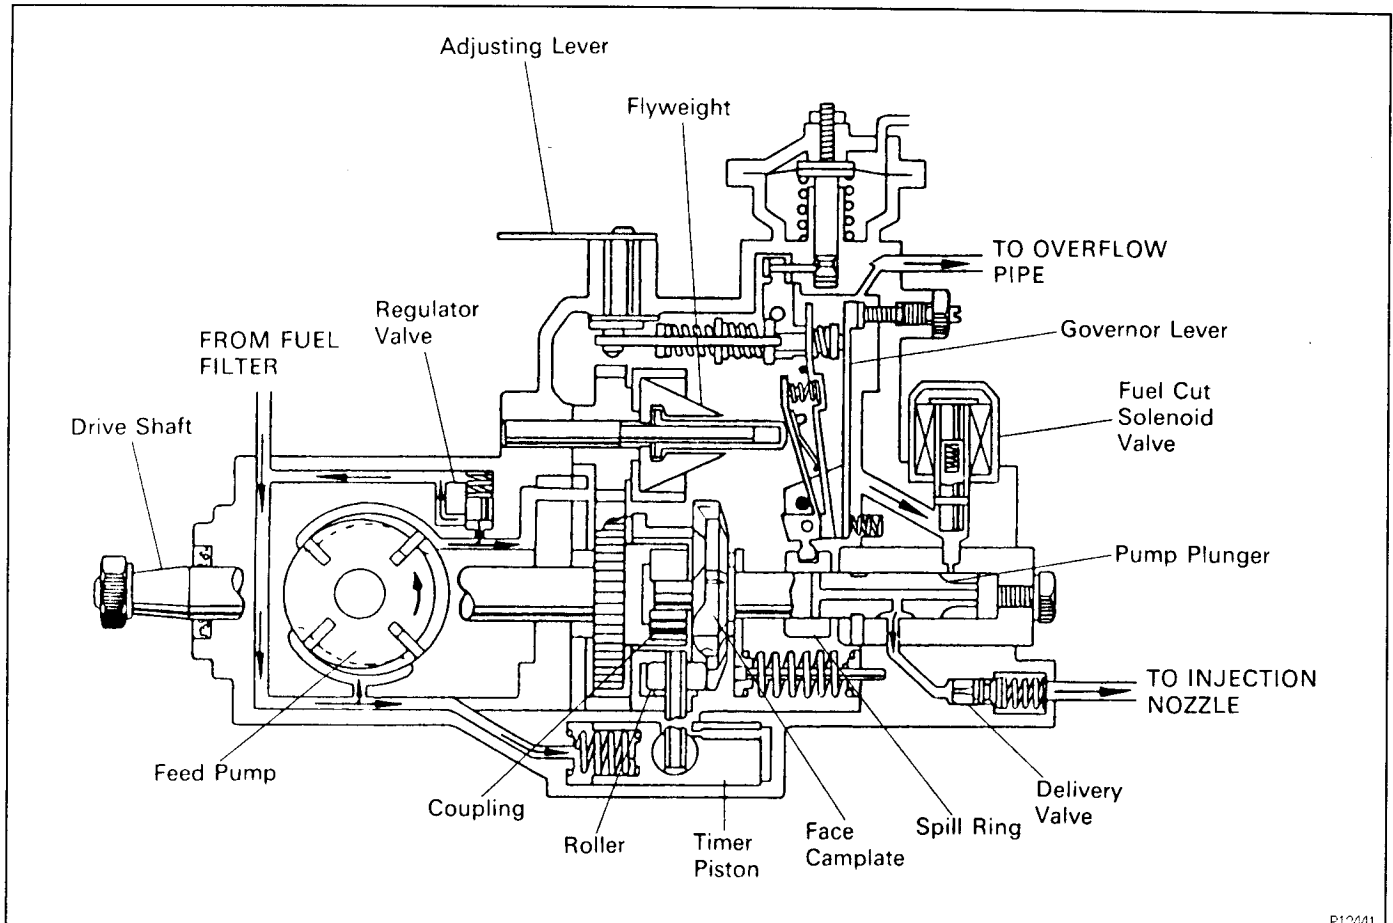 Adjusting Lever
Flyweight
TO OVERFLOW
PIPE
Regulator
Valve
FROM FUEL
FILTER
Governor Lever
Fuel Cut
Solenoid
Valve
Drive Shaft
Pump Plunger
TO INJECTION
NOZZLE
Feed Pump
Coupling
Roller
Timer
Piston
Face
Camplate
Spill Ring
Delivery
Valve
P12441